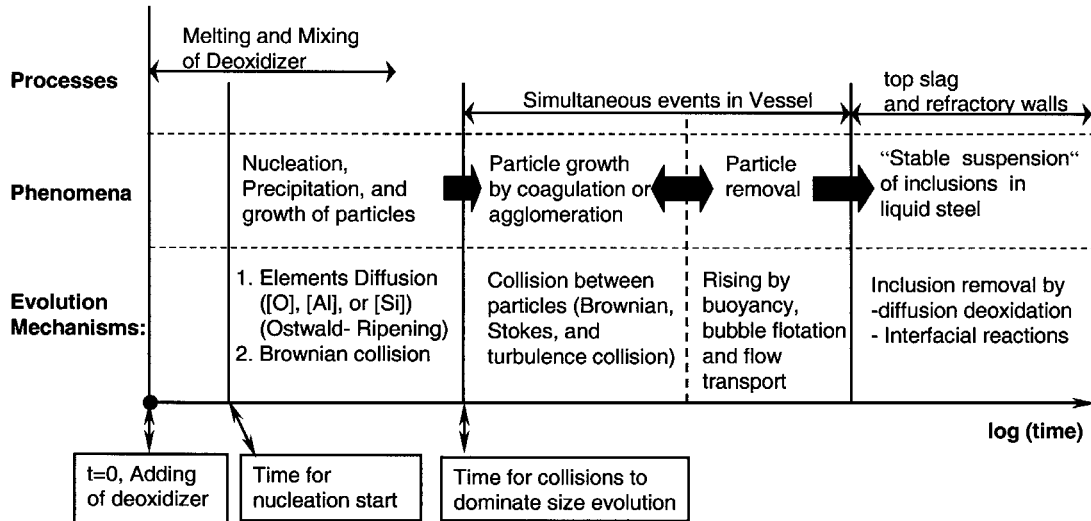 Melting and Mixing
of Deoxidizer
Processes
Simultaneous events in Vessel
top slag
and refractory walls
Phenomena
Nucleation,
Precipitation, and
growth of particles
Particle growth
by coagulation or
agglomeration
Particle
removal
“Stable suspension“
of inclusions in
liquid steel
Evolution
Mechanisms:
1. Elements Diffusion
([O], [Al], or [Si])
(Ostwald- Ripening)
2. Brownian collision
Collision between
particles (Brownian,
Stokes, and
turbulence collision)
Rising by
buoyancy,
bubble flotation
and flow
transport
Inclusion removal by
-diffusion deoxidation
- Interfacial reactions
log (time)
t=0, Adding
of deoxidizer
Time for
nucleation start
Time for collisions to
dominate size evolution